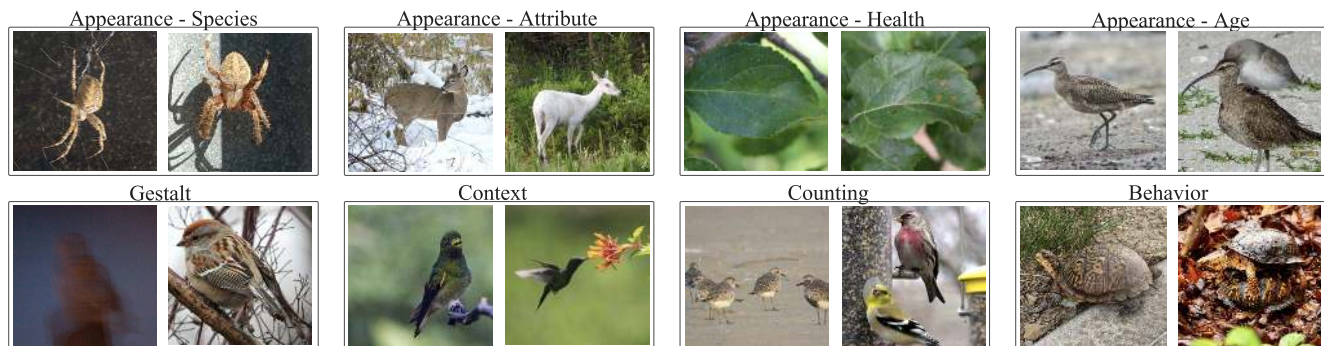 Appearance - Species
Appearance - Attribute
Appearance - Health
Appearance - Age
Gestalt
Context
Counting
Behavior